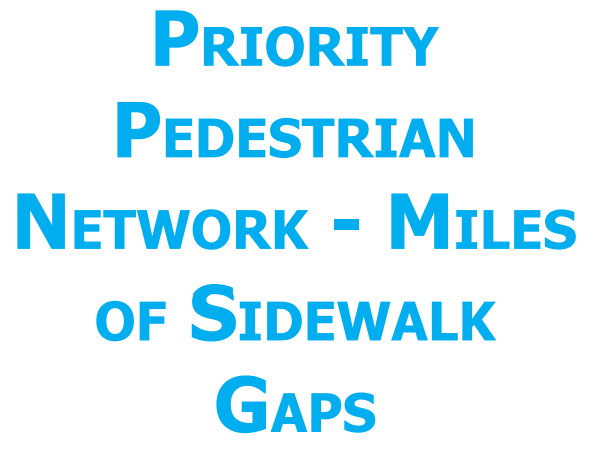 Priority
Pedestrian
Network - Miles
of Sidewalk
Gaps